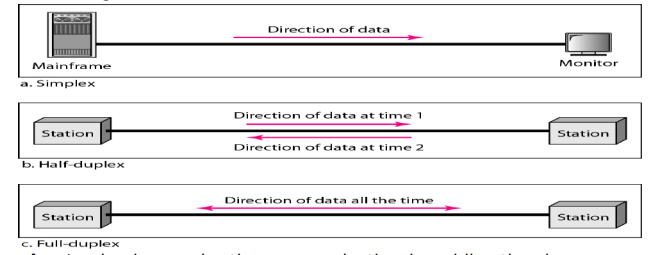 Direction of data
Mainframe
Monitor
a. Simplex
Direction of data at time 1
Station
Station
Direction of data at time 2
b. Half-duplex
Direction of data all the time
Station
Station
c. Full-duplex